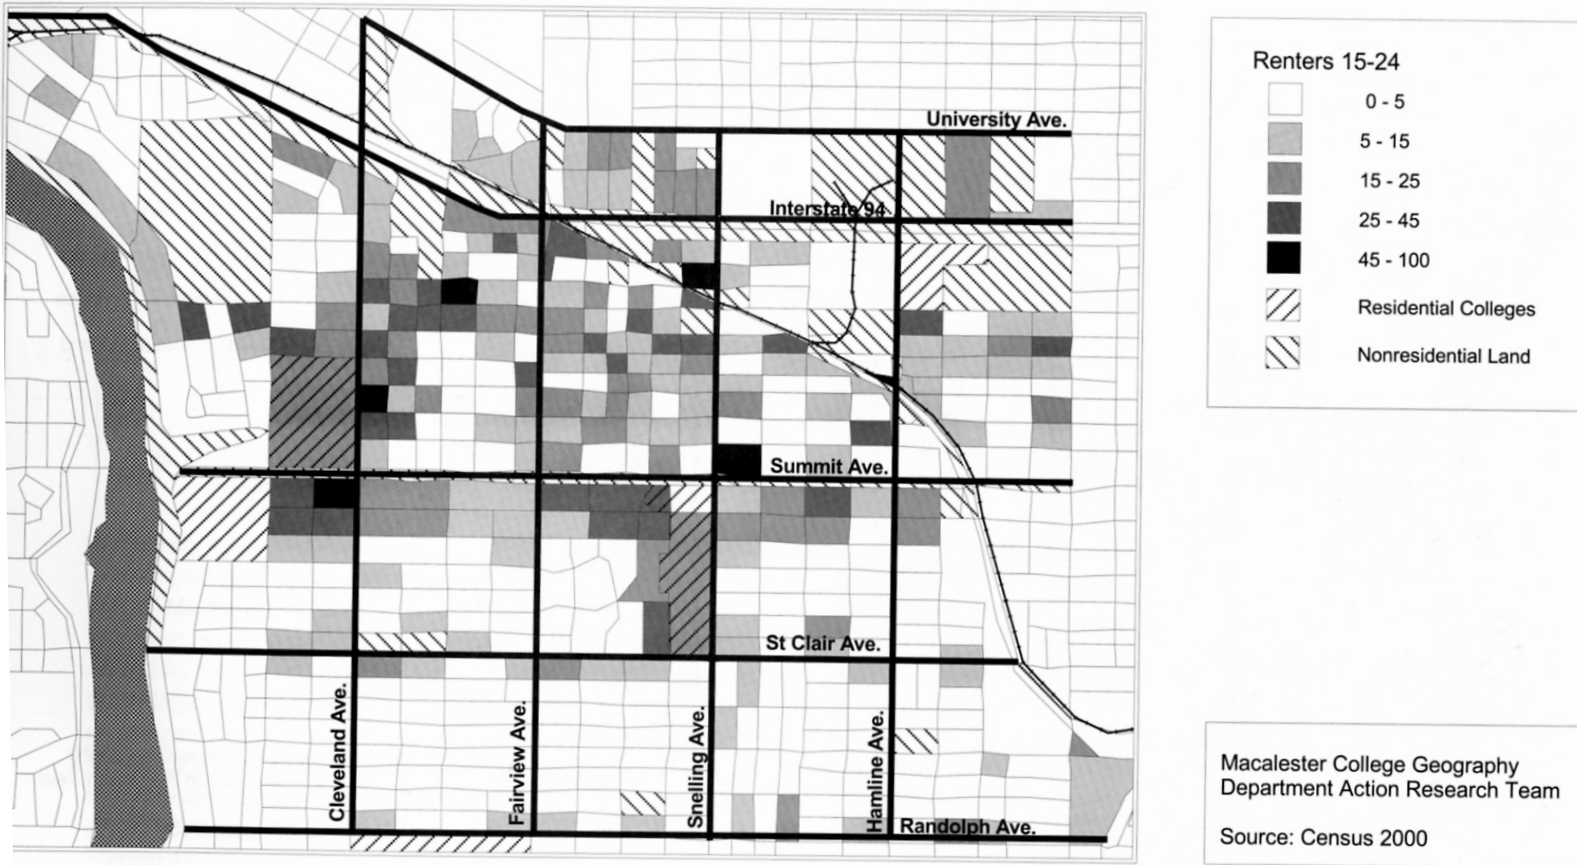 Renters 15-24
0 - 5
5 - 15
15 - 25
25 - 45
45 - 100
Residential Colleges
Nonresidential Land
University Ave.
Interstate 94
Summit Ave.
St Clair Ave.
Cleveland Ave.
Fairview Ave.
Snelling Ave.
Hamline Ave.
Randolph Ave.
Macalester College Geography
Department Action Research Team
Source: Census 2000